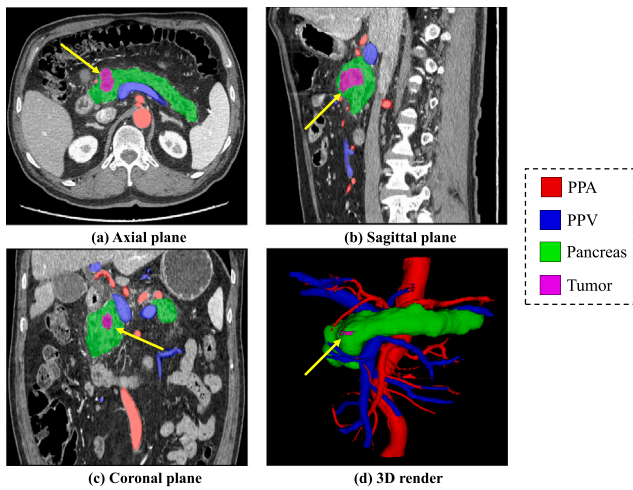 (a) Axial plane
(b) Sagittal plane
PPA
PPV
Pancreas
Tumor
(c) Coronal plane
(d) 3D render